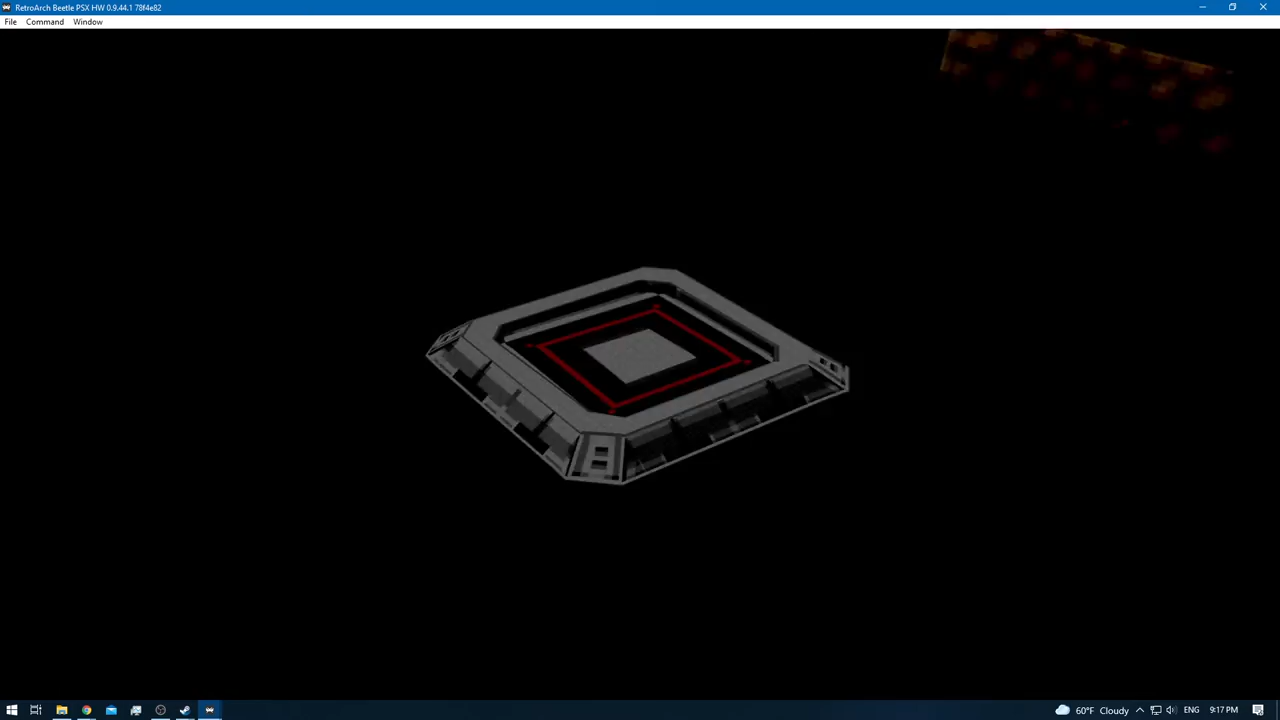 RetroArch Beetle PSX HW 0.9.44.1 78f4e82
File Command Window
60°F Cloudy ENG 9:17 PM